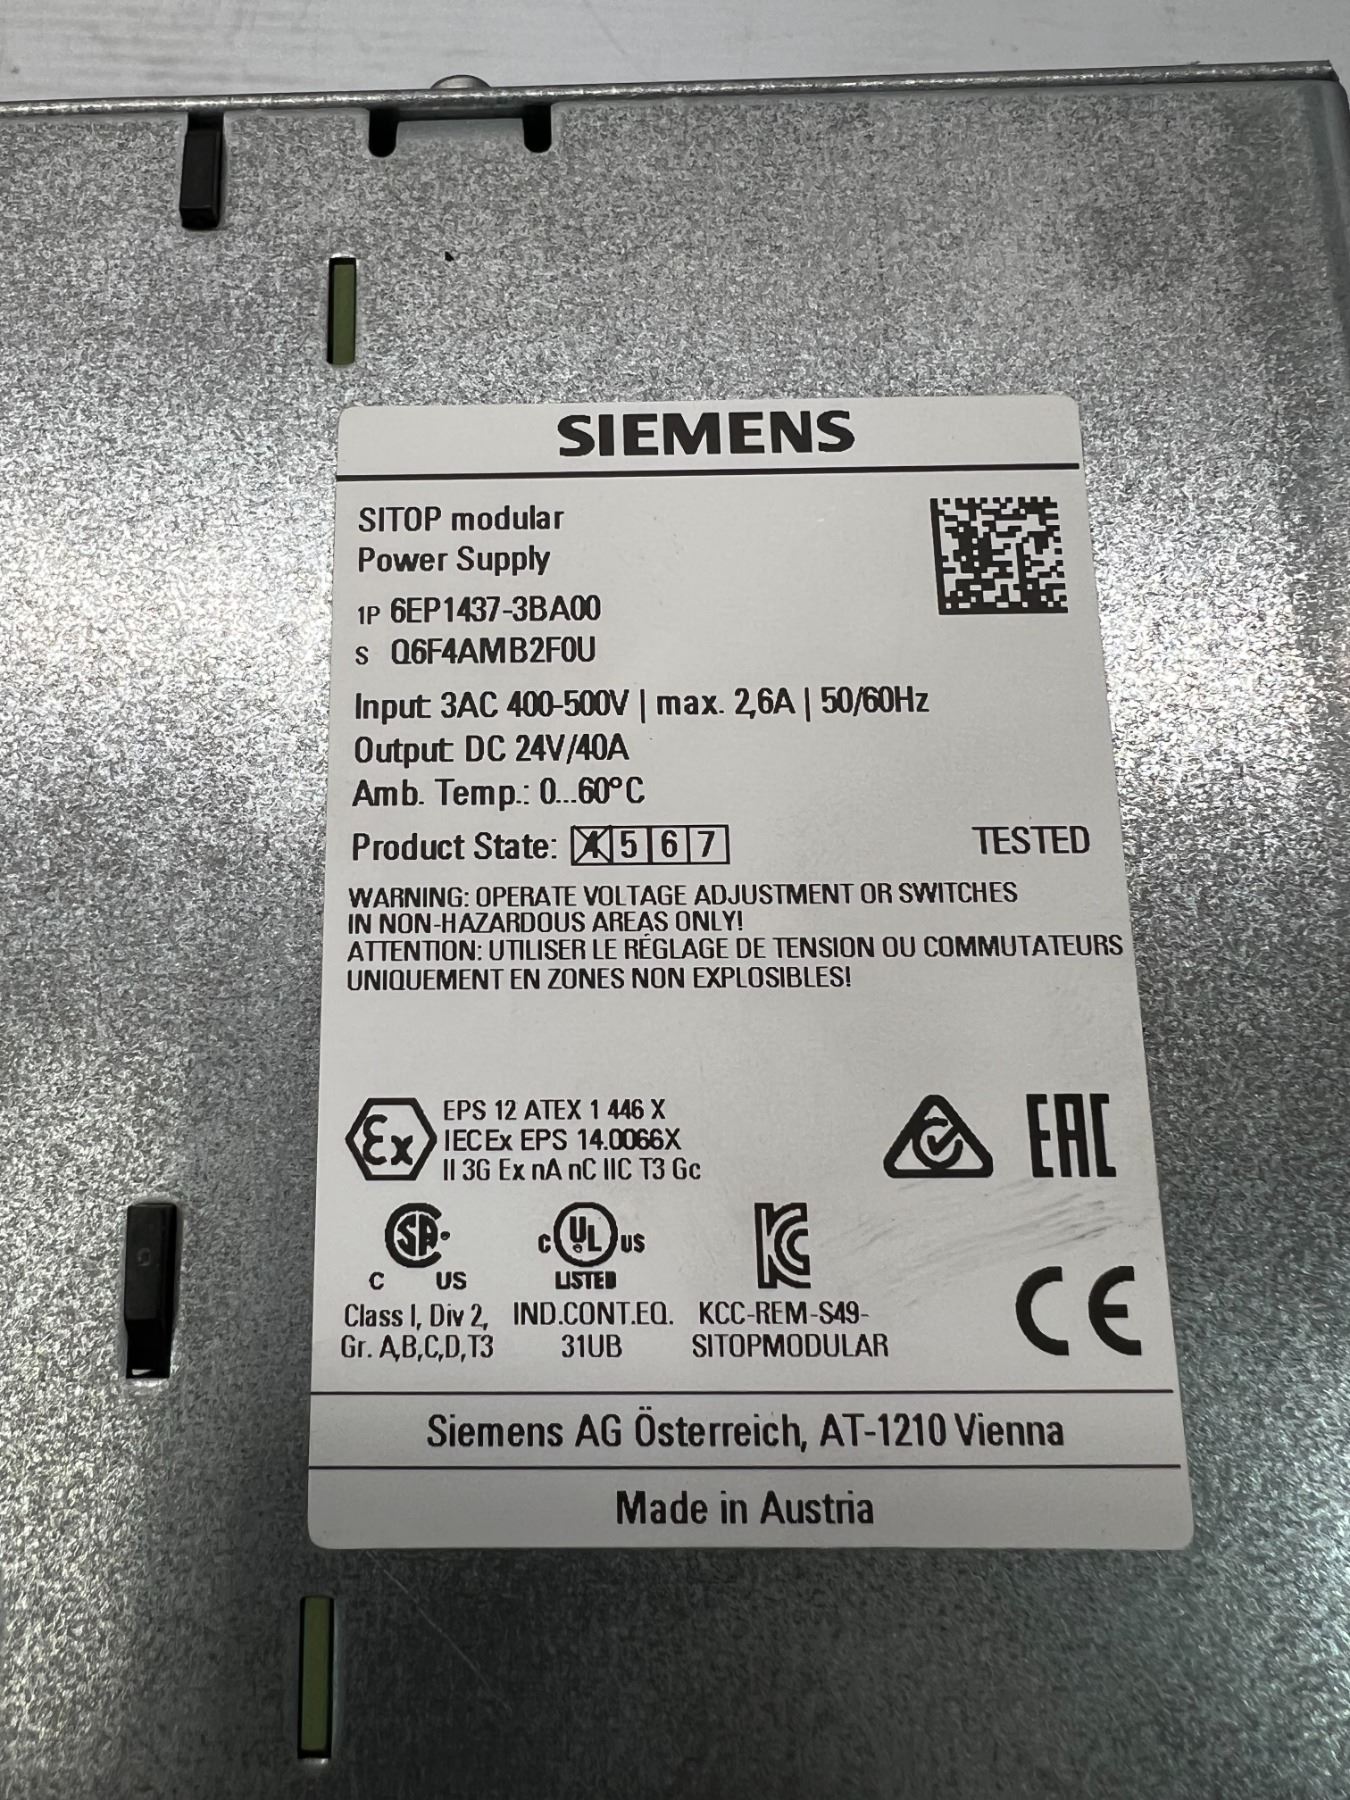 SIEMENS
SITOP modular
Power Supply
1P 6EP1437-3BA00
S Q6F4AMB2F0U
Input: 3AC 400-500V | max. 2,6A | 50/60Hz
Output: DC 24V/40A
Amb. Temp.: 0...60°C
Product State: 4 5 6 7
TESTED
WARNING: OPERATE VOLTAGE ADJUSTMENT OR SWITCHES
IN NON-HAZARDOUS AREAS ONLY!
ATTENTION: UTILISER LE RÉGLAGE DE TENSION OU COMMUTATEURS
UNIQUEMENT EN ZONES NON EXPLOSIBLES!
Ex
EPS 12 ATEX 1 446 X
IECEx EPS 14.0066X
II 3G Ex nA nC IIC T3 Gc
EAC
SA
C US
Class I, Div 2,
Gr. A,B,C,D,T3
C UL US
LISTED
IND.CONT.EQ.
31UB
KC
KCC-REM-S49-
SITOPMODULAR
CE
Siemens AG Österreich, AT-1210 Vienna
Made in Austria